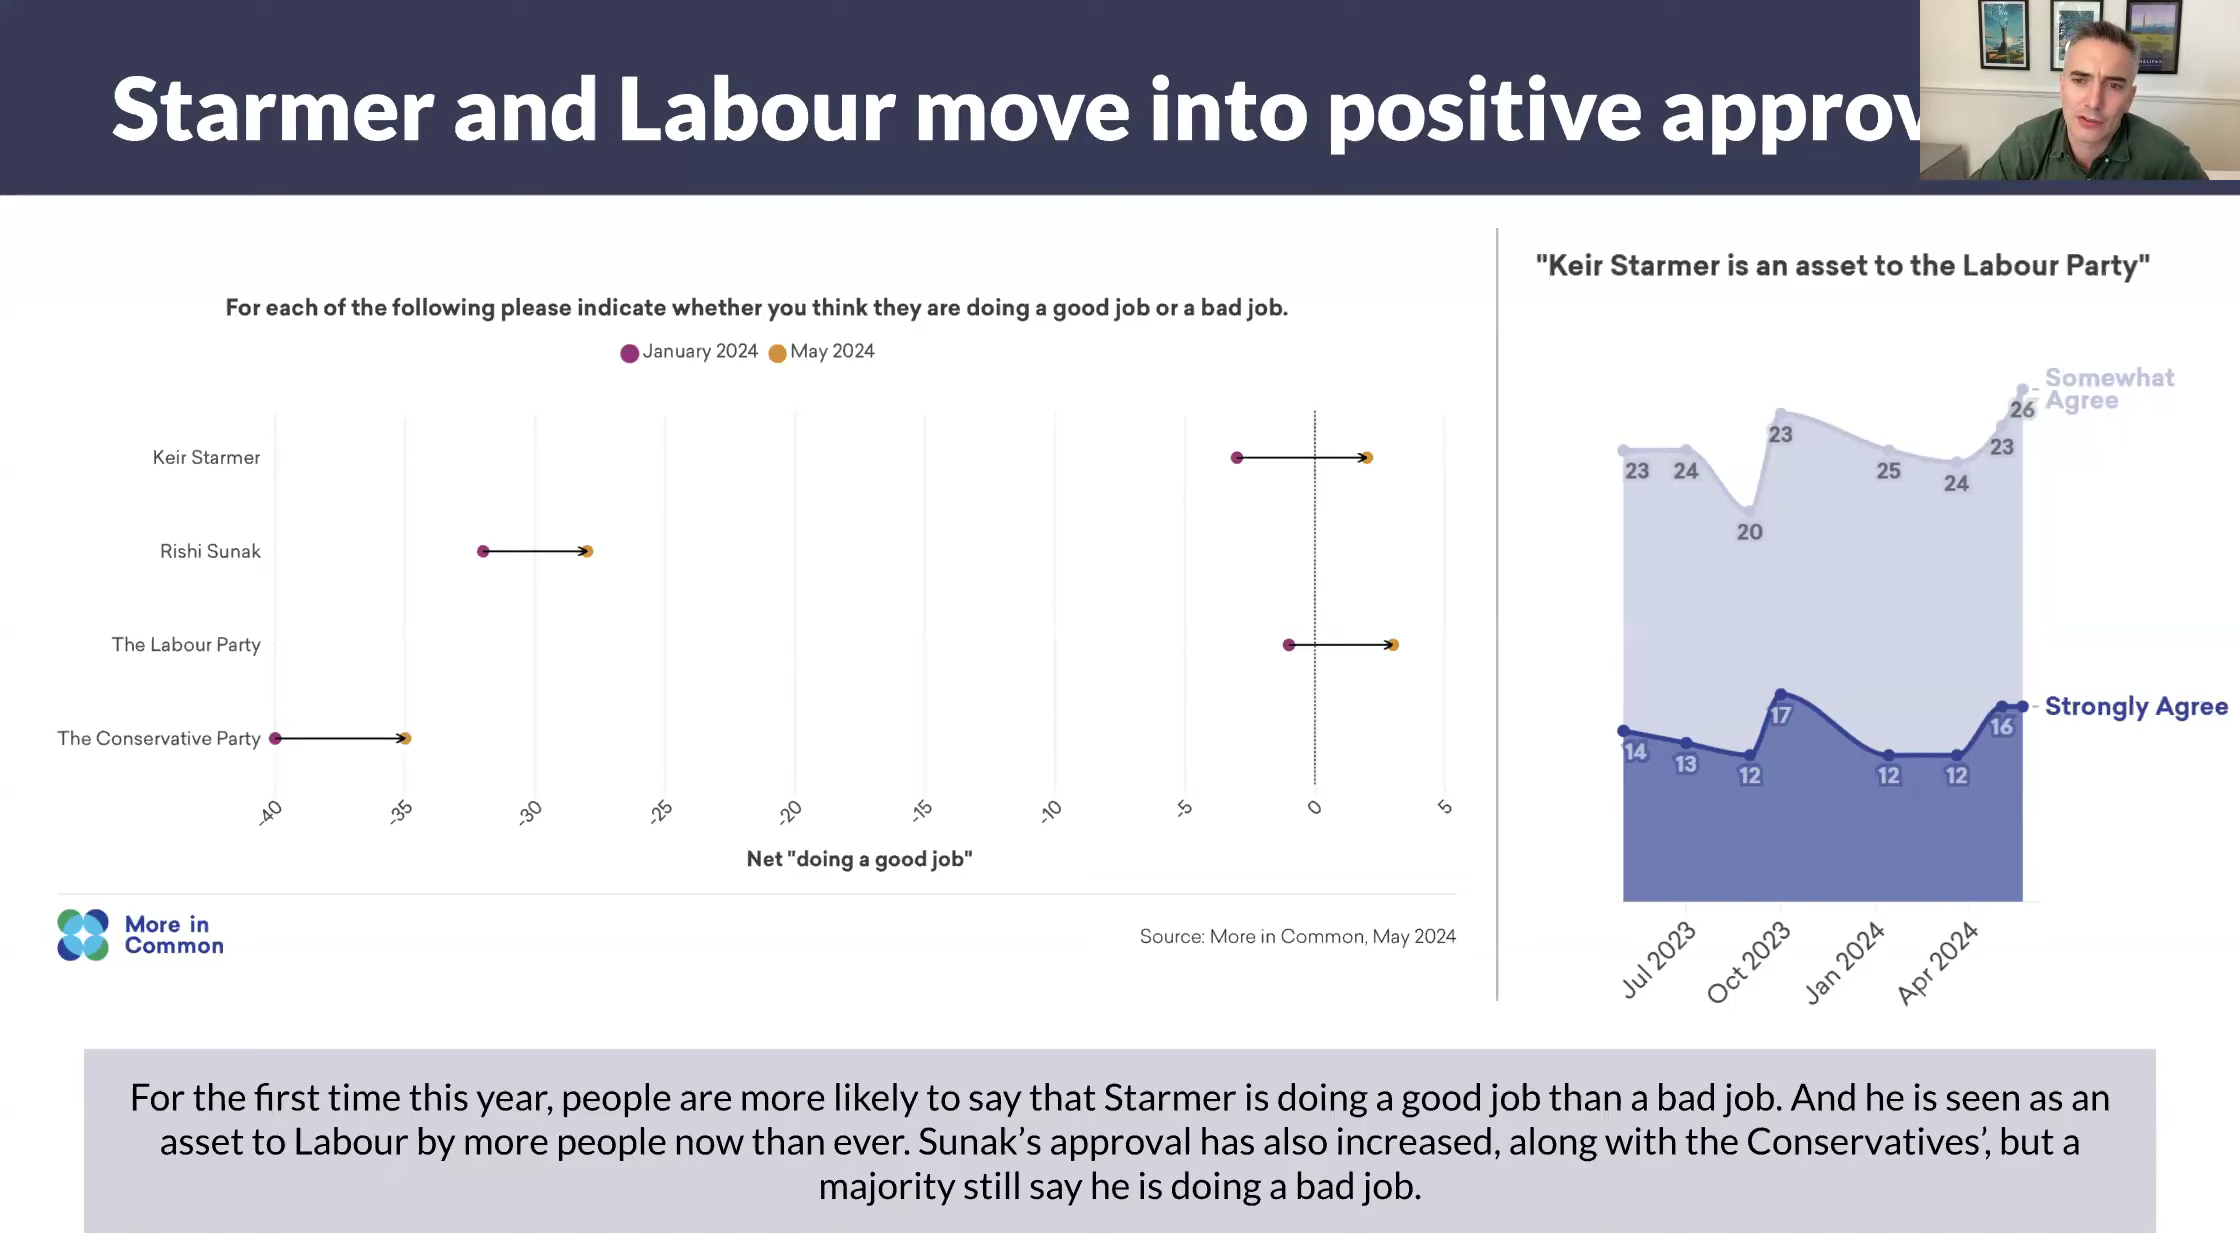 Starmer and Labour move into positive approv
HALIFAX
For each of the following please indicate whether you think they are doing a good job or a bad job.
January 2024 May 2024
Keir Starmer
Rishi Sunak
The Labour Party
The Conservative Party
-40 -35 -30 -25 -20 -15 -10 -5 0 5
Net "doing a good job"
More in
Common
Source: More in Common, May 2024
"Keir Starmer is an asset to the Labour Party"
Somewhat
Agree
23 24 20 23 25 24 23 26
Strongly Agree
14 13 12 17 12 12 16
Jul 2023 Oct 2023 Jan 2024 Apr 2024
For the first time this year, people are more likely to say that Starmer is doing a good job than a bad job. And he is seen as an
asset to Labour by more people now than ever. Sunak’s approval has also increased, along with the Conservatives’, but a
majority still say he is doing a bad job.